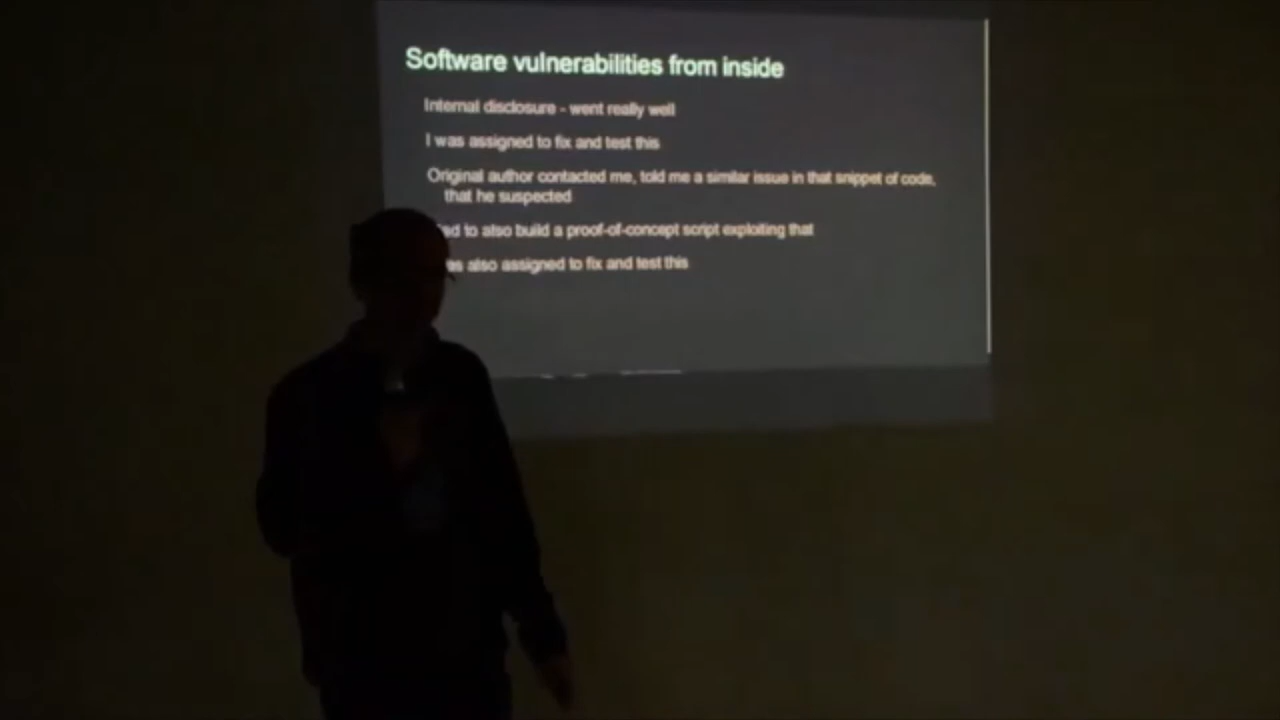 Software vulnerabilities from inside
Internal disclosure - went really well
I was assigned to fix and test this
Original author contacted me, told me a similar issue in that snippet of code,
that he suspected
to also build a proof-of-concept script exploiting that
also assigned to fix and test this